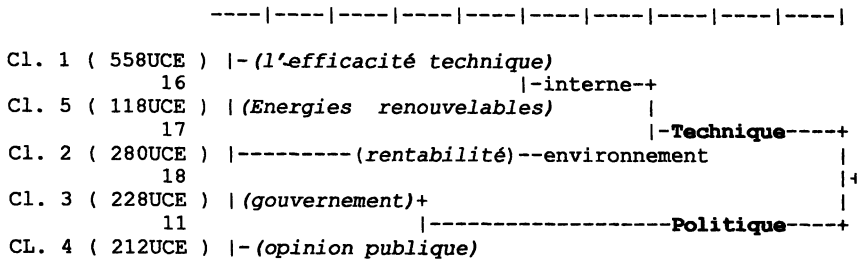 ----|----|----|----|----|----|----|----|----|----|
Cl. 1 ( 558UCE ) |-(l'efficacité technique)
16 |-interne-+
Cl. 5 ( 118UCE ) |(Energies renouvelables) |
17 |-Technique----+
Cl. 2 ( 280UCE ) |---------(rentabilité)--environnement |
18 |+
Cl. 3 ( 228UCE ) |(gouvernement)+ |
11 |-------------------Politique----+
CL. 4 ( 212UCE ) |-(opinion publique)